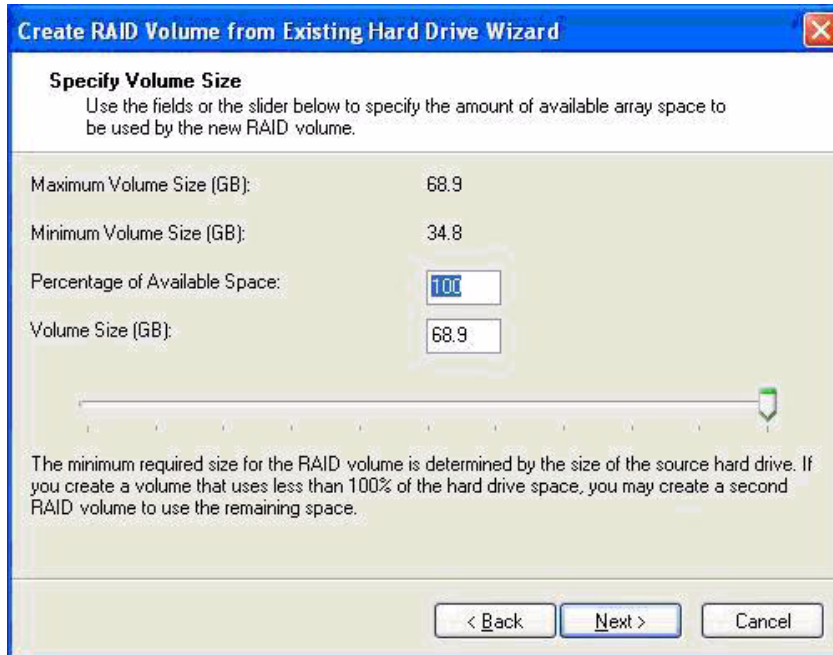 Create RAID Volume from Existing Hard Drive Wizard
Specify Volume Size
Use the fields or the slider below to specify the amount of available array space to
be used by the new RAID volume.
Maximum Volume Size (GB): 68.9
Minimum Volume Size (GB): 34.8
Percentage of Available Space: 100
Volume Size (GB): 68.9
The minimum required size for the RAID volume is determined by the size of the source hard drive. If
you create a volume that uses less than 100% of the hard drive space, you may create a second
RAID volume to use the remaining space.
< Back Next > Cancel